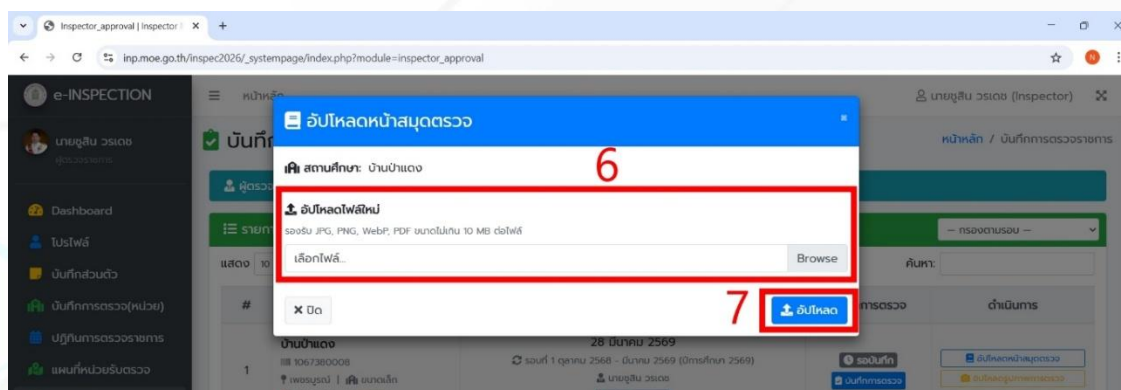 Inspector_approval | Inspector
inp.moe.go.th/inspec2026/_systempage/index.php?module=inspector_approval
N
e-INSPECTION
หน้าหลัก
นายชูสิน วรเดช (Inspector)
นายชูสิน วรเดช
ผู้ตรวจราชการ
หน้าหลัก / บันทึกการตรวจราชการ
อัปโหลดหน้าสมุดตรวจ
สถานศึกษา: บ้านป่าแดง
6
อัปโหลดไฟล์ใหม่
รองรับ JPG, PNG, WebP, PDF ขนาดไม่เกิน 10 MB ต่อไฟล์
เลือกไฟล์...
Browse
7
ปิด
อัปโหลด
Dashboard
โปรไฟล์
บันทึกส่วนตัว
บันทึกการตรวจ(หน่วย)
ปฏิทินการตรวจราชการ
แผนที่หน่วยรับตรวจ
— กรองตามรอบ —
แสดง 10
ค้นหา:
#
ดำเนินการ
1
บ้านป่าแดง
1067380008
เพชรบูรณ์ | ขนาดเล็ก
28 มีนาคม 2569
รอบที่ 1 ตุลาคม 2568 - มีนาคม 2569 (ปีการศึกษา 2569)
นายชูสิน วรเดช
รอบันทึก
บันทึกการตรวจ
อัปโหลดหน้าสมุดตรวจ